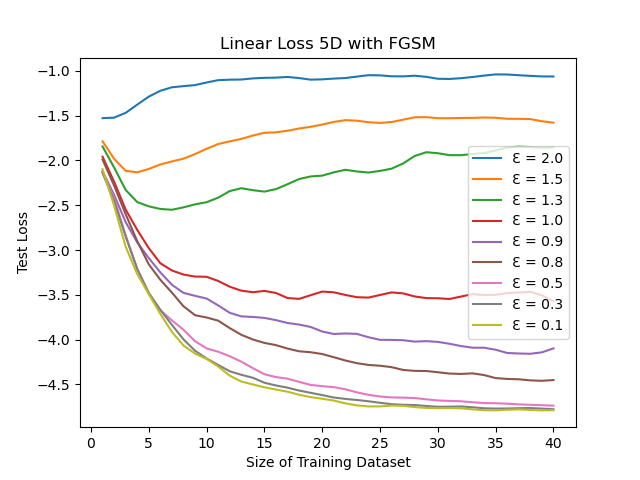 Linear Loss 5D with FGSM
Test Loss
−1.0
−1.5
−2.0
−2.5
−3.0
−3.5
−4.0
−4.5
Ɛ = 2.0
Ɛ = 1.5
Ɛ = 1.3
Ɛ = 1.0
Ɛ = 0.9
Ɛ = 0.8
Ɛ = 0.5
Ɛ = 0.3
Ɛ = 0.1
0 5 10 15 20 25 30 35 40
Size of Training Dataset